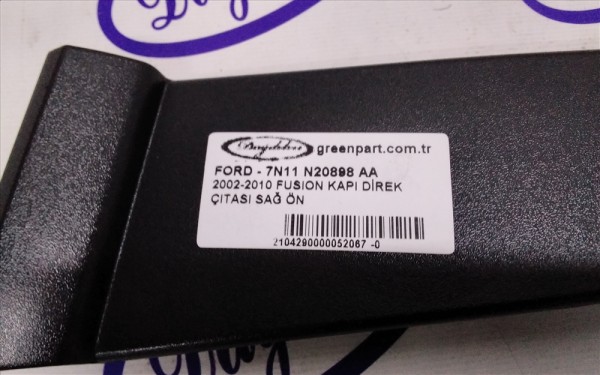 greenpart.com.tr
FORD - 7N11 N20898 AA
2002-2010 FUSION KAPI DİREK
ÇITASI SAĞ ÖN
2104290000052067 -0